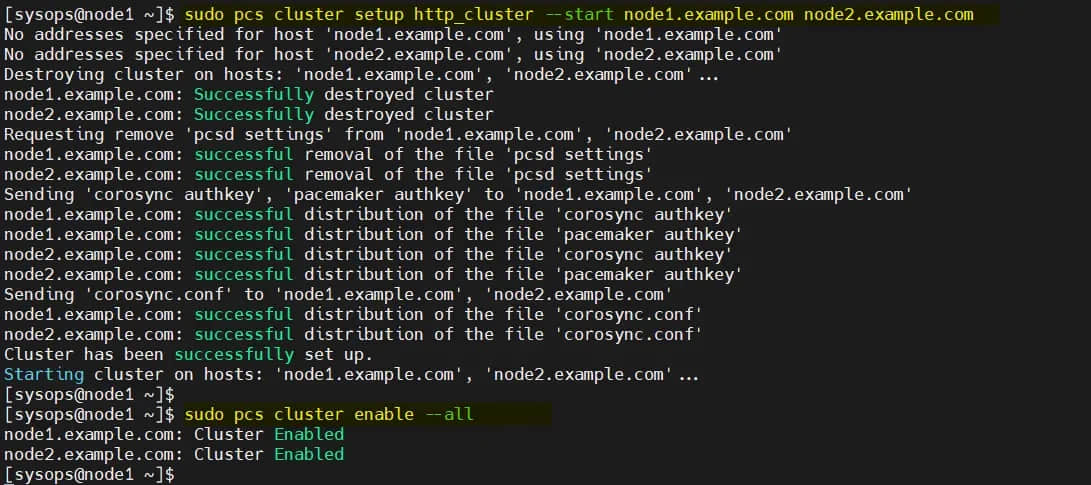 [sysops@node1 ~]$ sudo pcs cluster setup http_cluster --start node1.example.com node2.example.com
No addresses specified for host 'node1.example.com', using 'node1.example.com'
No addresses specified for host 'node2.example.com', using 'node2.example.com'
Destroying cluster on hosts: 'node1.example.com', 'node2.example.com'...
node1.example.com: Successfully destroyed cluster
node2.example.com: Successfully destroyed cluster
Requesting remove 'pcsd settings' from 'node1.example.com', 'node2.example.com'
node1.example.com: successful removal of the file 'pcsd settings'
node2.example.com: successful removal of the file 'pcsd settings'
Sending 'corosync authkey', 'pacemaker authkey' to 'node1.example.com', 'node2.example.com'
node1.example.com: successful distribution of the file 'corosync authkey'
node1.example.com: successful distribution of the file 'pacemaker authkey'
node2.example.com: successful distribution of the file 'corosync authkey'
node2.example.com: successful distribution of the file 'pacemaker authkey'
Sending 'corosync.conf' to 'node1.example.com', 'node2.example.com'
node1.example.com: successful distribution of the file 'corosync.conf'
node2.example.com: successful distribution of the file 'corosync.conf'
Cluster has been successfully set up.
Starting cluster on hosts: 'node1.example.com', 'node2.example.com'...
[sysops@node1 ~]$
[sysops@node1 ~]$ sudo pcs cluster enable --all
node1.example.com: Cluster Enabled
node2.example.com: Cluster Enabled
[sysops@node1 ~]$